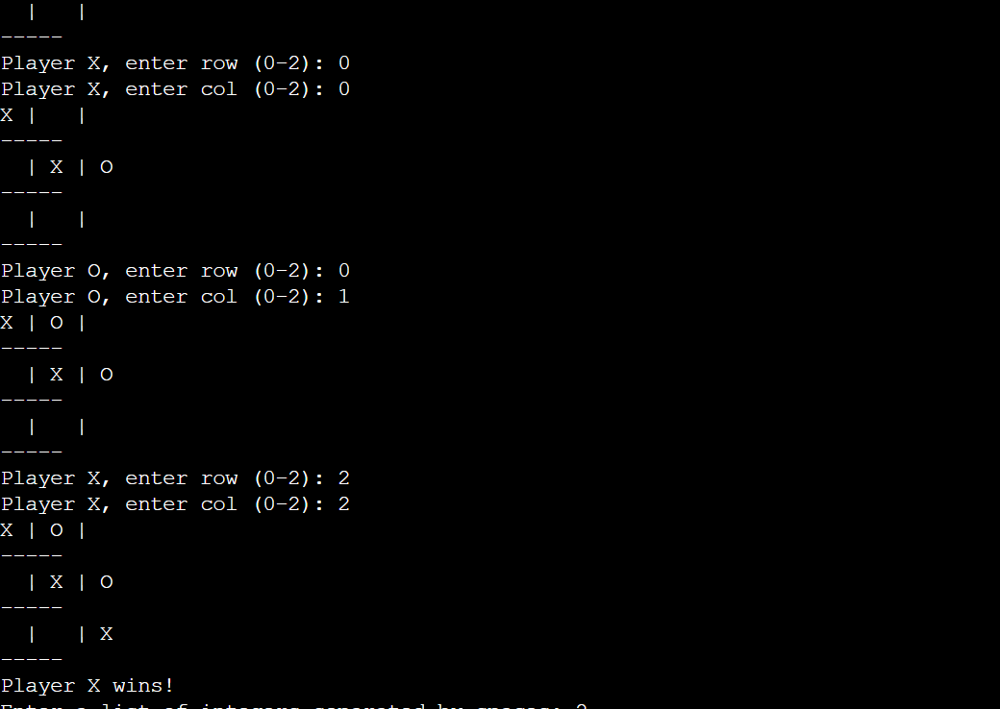 |   |
-----
Player X, enter row (0-2): 0
Player X, enter col (0-2): 0
X |   |
-----
  | X | O
-----
  |   |
-----
Player O, enter row (0-2): 0
Player O, enter col (0-2): 1
X | O |
-----
  | X | O
-----
  |   |
-----
Player X, enter row (0-2): 2
Player X, enter col (0-2): 2
X | O |
-----
  | X | O
-----
  |   | X
-----
Player X wins!
Enter a list of integers separated by spaces: